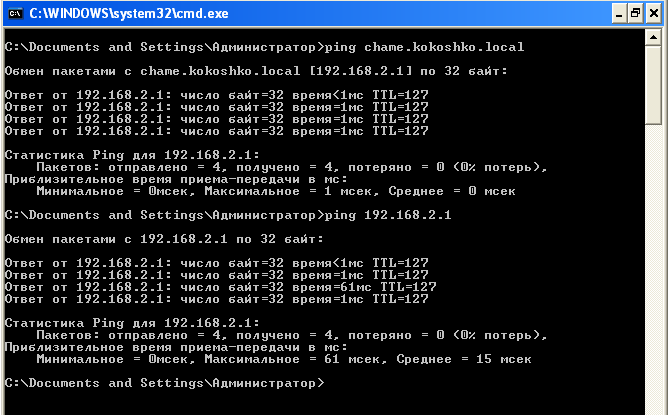 C:\WINDOWS\system32\cmd.exe
C:\Documents and Settings\Администратор>ping chame.kokoshko.local
Обмен пакетами с chame.kokoshko.local [192.168.2.1] по 32 байт:
Ответ от 192.168.2.1: число байт=32 время<1мс TTL=127
Ответ от 192.168.2.1: число байт=32 время=1мс TTL=127
Ответ от 192.168.2.1: число байт=32 время=1мс TTL=127
Ответ от 192.168.2.1: число байт=32 время=1мс TTL=127
Статистика Ping для 192.168.2.1:
Пакетов: отправлено = 4, получено = 4, потеряно = 0 (0% потерь),
Приблизительное время приема-передачи в мс:
Минимальное = 0мсек, Максимальное = 1 мсек, Среднее = 0 мсек
C:\Documents and Settings\Администратор>ping 192.168.2.1
Обмен пакетами с 192.168.2.1 по 32 байт:
Ответ от 192.168.2.1: число байт=32 время<1мс TTL=127
Ответ от 192.168.2.1: число байт=32 время=1мс TTL=127
Ответ от 192.168.2.1: число байт=32 время=61мс TTL=127
Ответ от 192.168.2.1: число байт=32 время=1мс TTL=127
Статистика Ping для 192.168.2.1:
Пакетов: отправлено = 4, получено = 4, потеряно = 0 (0% потерь),
Приблизительное время приема-передачи в мс:
Минимальное = 0мсек, Максимальное = 61 мсек, Среднее = 15 мсек
C:\Documents and Settings\Администратор>